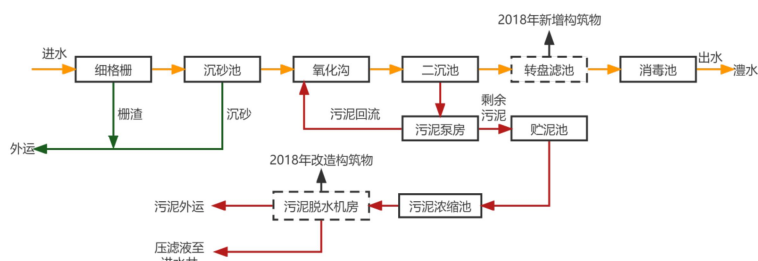 2018年新增构筑物
进水
细格栅
沉砂池
氧化沟
二沉池
转盘滤池
消毒池
出水
澧水
栅渣
沉砂
污泥回流
剩余
污泥
外运
污泥泵房
贮泥池
2018年改造构筑物
污泥外运
污泥脱水机房
污泥浓缩池
压滤液至